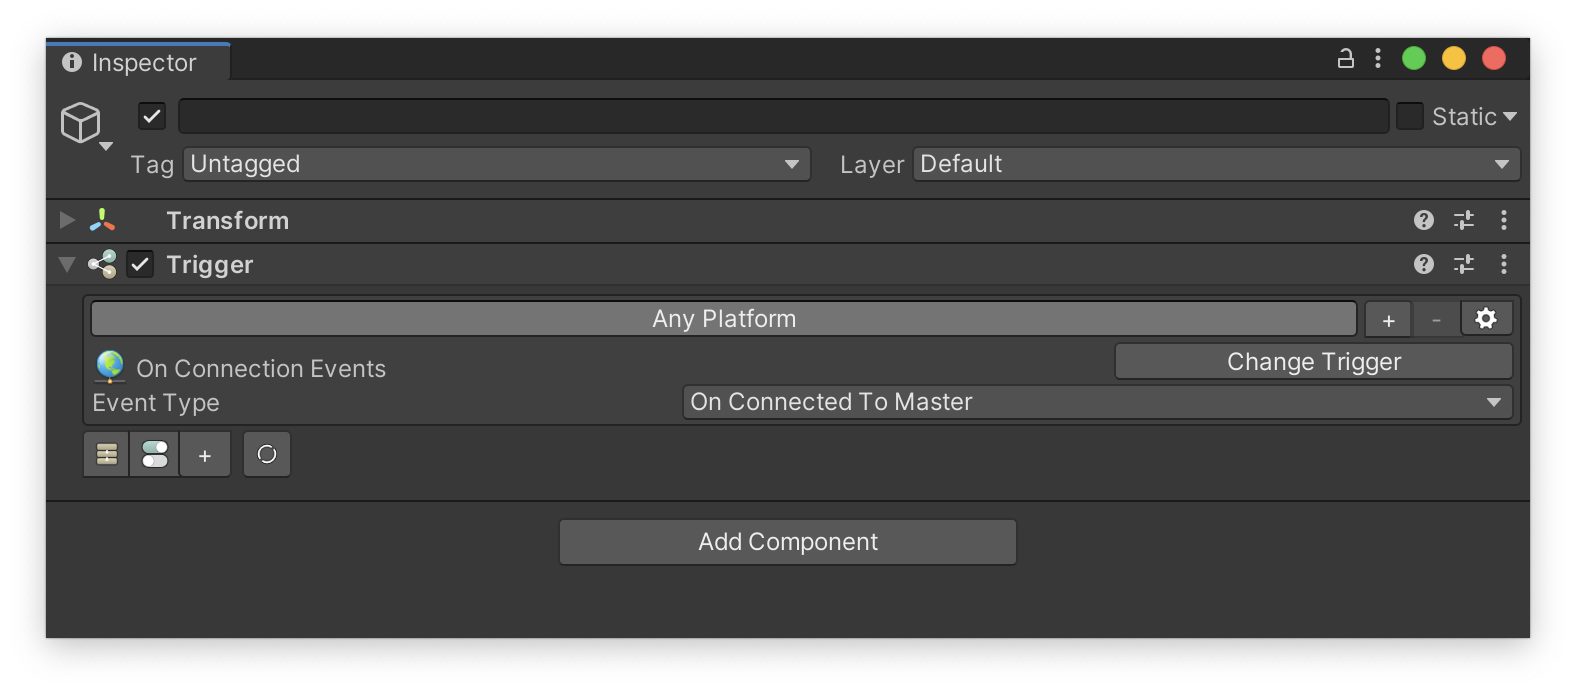 Inspector
Static
Tag Untagged Layer Default
Transform
Trigger
Any Platform + -
On Connection Events Change Trigger
Event Type On Connected To Master
+
Add Component